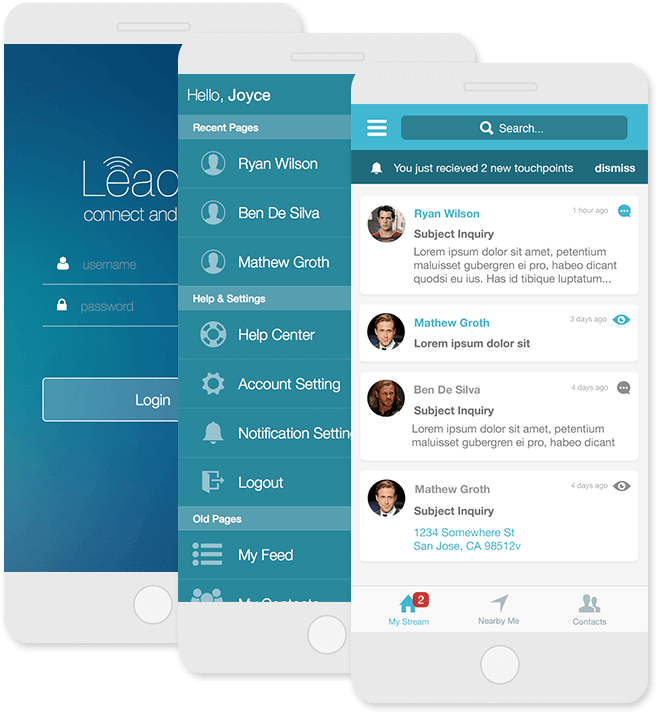 Leac
connect and
username
password
Login
Hello, Joyce
Recent Pages
Ryan Wilson
Ben De Silva
Mathew Groth
Help & Settings
Help Center
Account Setting
Notification Settin
Logout
Old Pages
My Feed
My Contacts
Search...
You just recieved 2 new touchpoints dismiss
Ryan Wilson 1 hour ago
Subject Inquiry
Lorem ipsum dolor sit amet, petentium
maluisset gubergren ei pro, habeo dicant
quodsi eu ius. Has id tibique luptatum...
Mathew Groth 3 days ago
Lorem ipsum dolor sit
Ben De Silva 4 days ago
Subject Inquiry
Lorem ipsum dolor sit amet, petentium
maluisset gubergren ei pro, habeo dicant
Mathew Groth 4 days ago
Subject Inquiry
1234 Somewhere St
San Jose, CA 98512v
2
My Stream Nearby Me Contacts